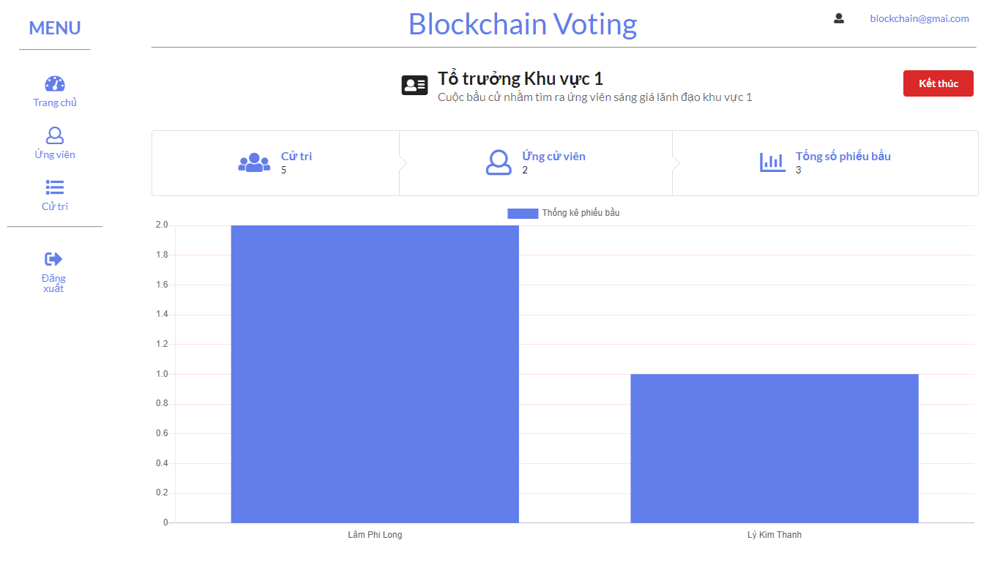 MENU
Trang chủ
Ứng viên
Cử tri
Đăng
xuất
Blockchain Voting
blockchain@gmai.com
Tổ trưởng Khu vực 1
Cuộc bầu cử nhằm tìm ra ứng viên sáng giá lãnh đạo khu vực 1
Kết thúc
Cử tri
5
Ứng cử viên
2
Tổng số phiếu bầu
3
Thống kê phiếu bầu
2.0
1.8
1.6
1.4
1.2
1.0
0.8
0.6
0.4
0.2
0
Lâm Phi Long
Lý Kim Thanh